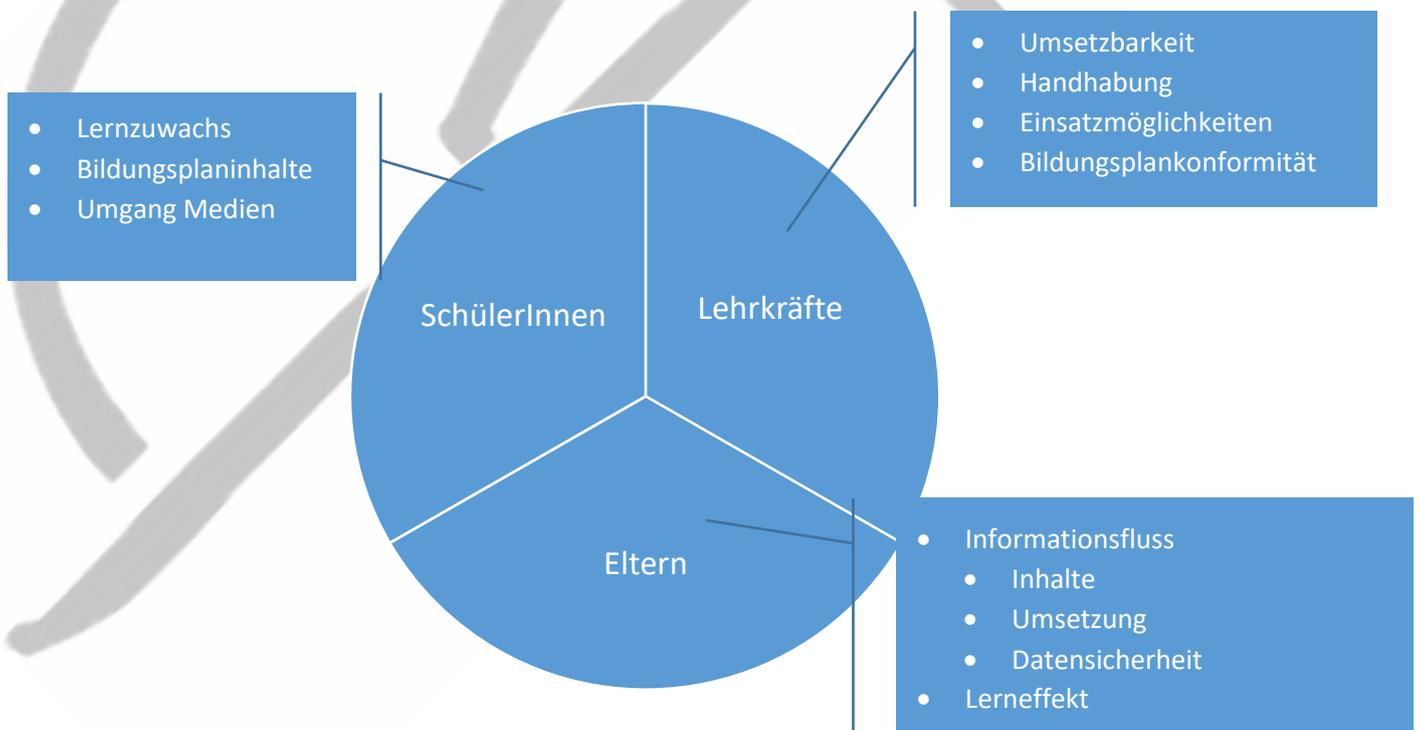 Umsetzbarkeit
Handhabung
Einsatzmöglichkeiten
Bildungsplankonformität
Lernzuwachs
Bildungsplaninhalte
Umgang Medien
SchülerInnen
Lehrkräfte
Eltern
Informationsfluss
Inhalte
Umsetzung
Datensicherheit
Lerneffekt